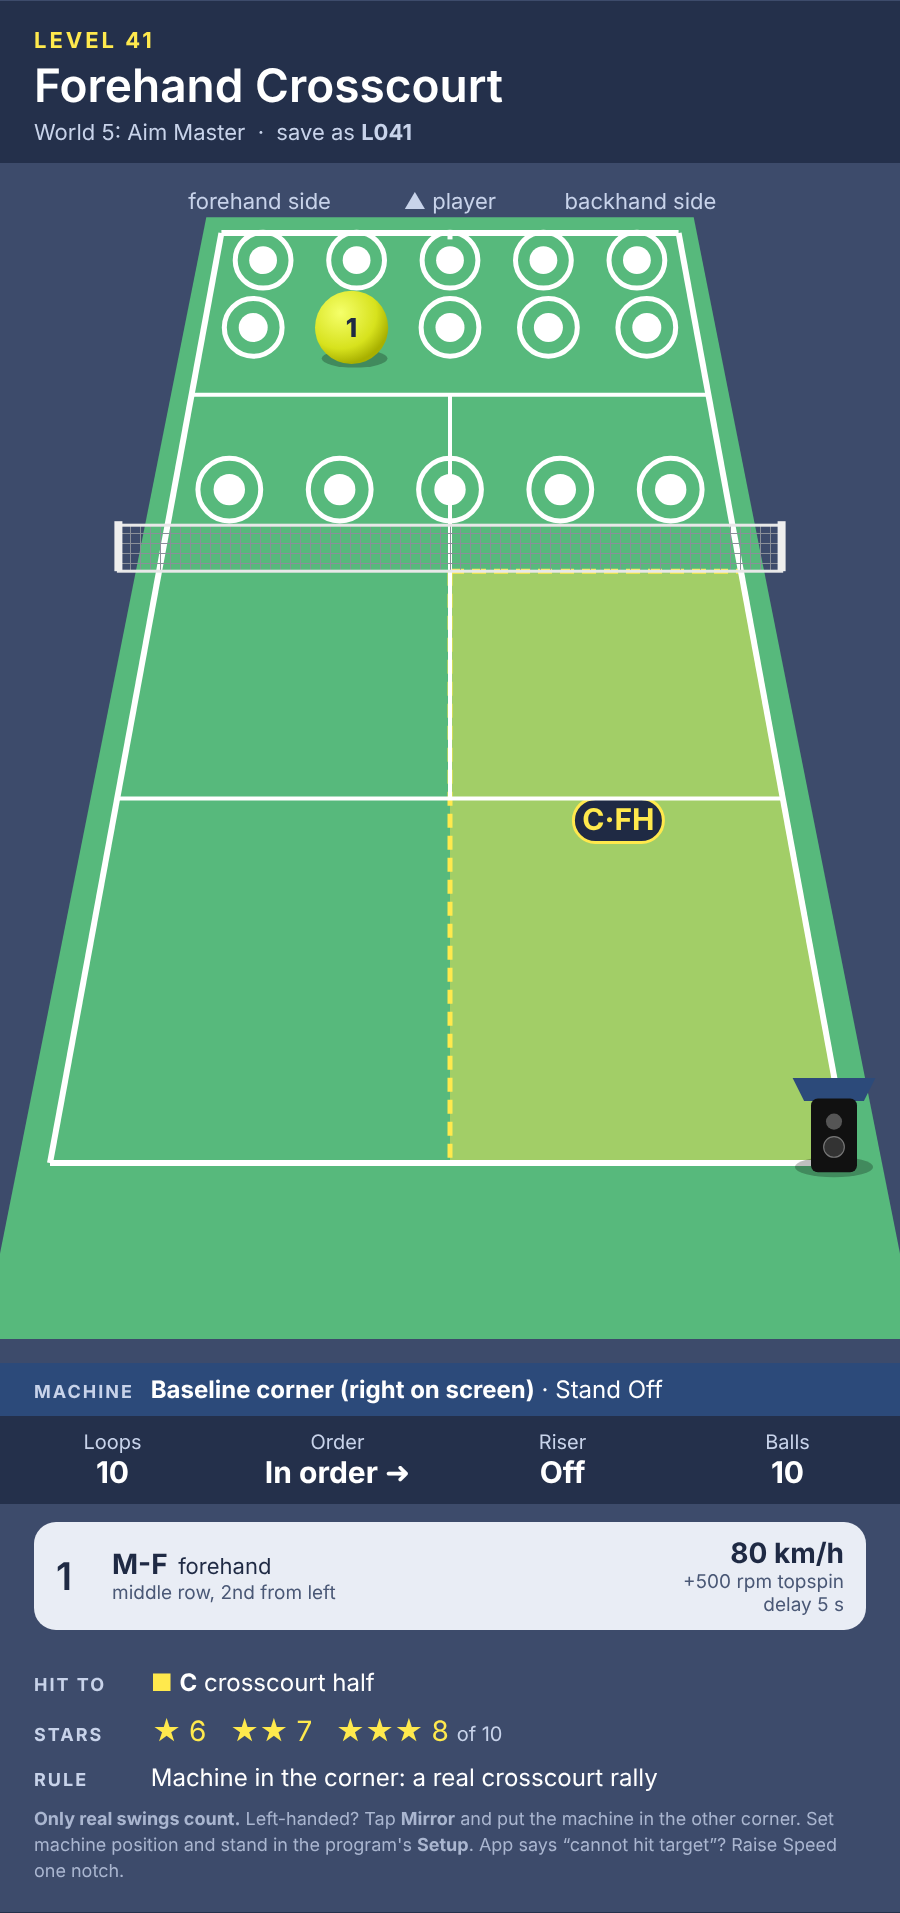 LEVEL 41
Forehand Crosscourt
World 5: Aim Master · save as L041
forehand side ▲ player backhand side
1
C·FH
MACHINE Baseline corner (right on screen) · Stand Off
Loops Order Riser Balls
10 In order ➜ Off 10
1 M-F forehand 80 km/h
middle row, 2nd from left +500 rpm topspin
delay 5 s
HIT TO ■ C crosscourt half
STARS ★ 6 ★★ 7 ★★★ 8 of 10
RULE Machine in the corner: a real crosscourt rally
Only real swings count. Left-handed? Tap Mirror and put the machine in the other corner. Set
machine position and stand in the program's Setup. App says “cannot hit target”? Raise Speed
one notch.